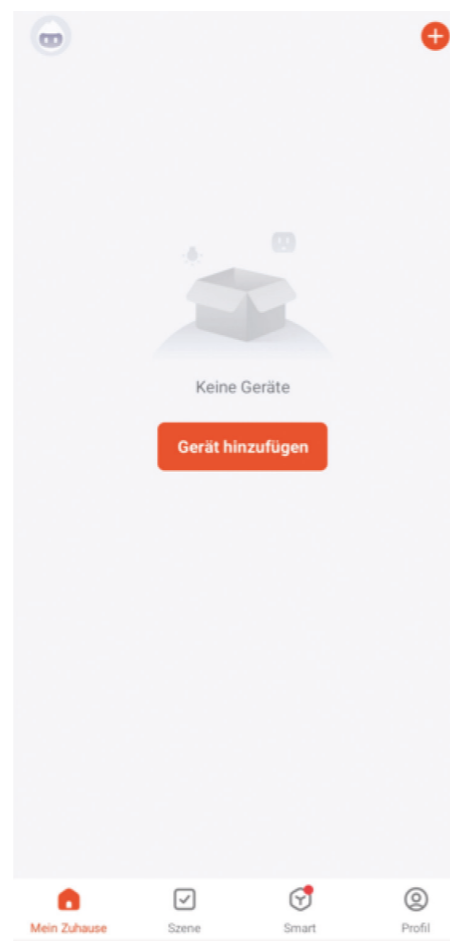 Keine Geräte
Gerät hinzufügen
Mein Zuhause
Szene
Smart
Profil